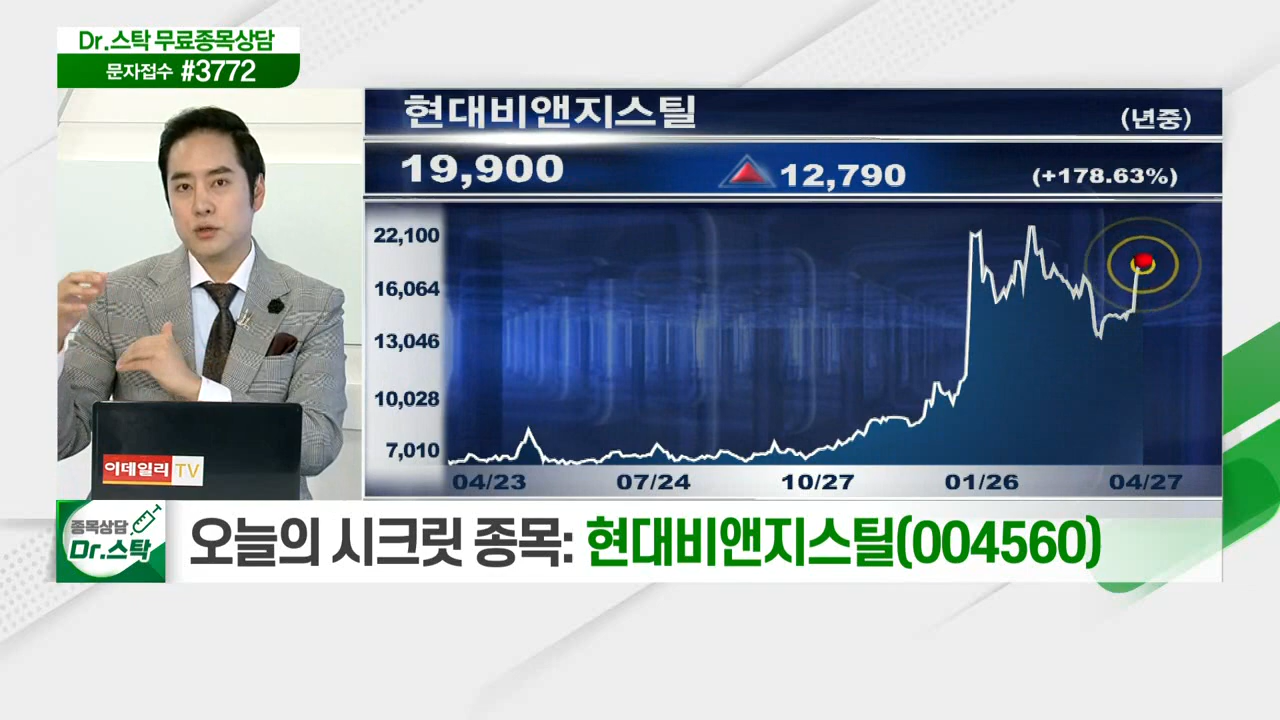 Dr.스탁 무료종목상담
문자접수 #3772
현대비앤지스틸
(년중)
19,900
12,790
(+178.63%)
22,100
16,064
13,046
10,028
7,010
04/23
07/24
10/27
01/26
04/27
이데일리TV
종목상담
Dr.스탁
오늘의 시크릿 종목: 현대비앤지스틸(004560)